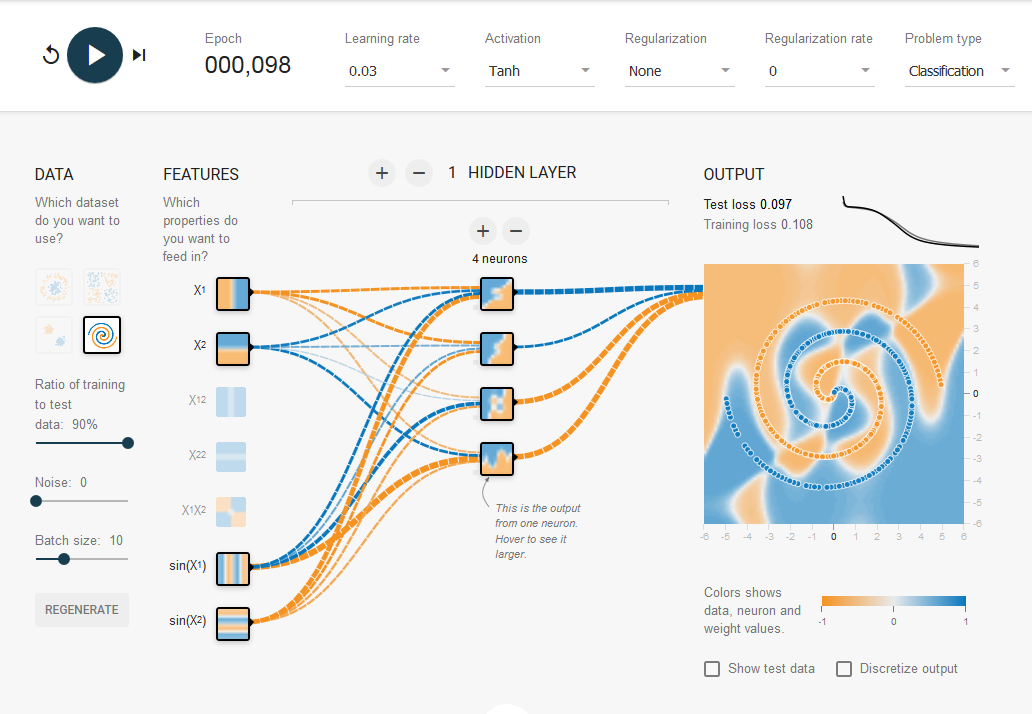 Epoch
000,098
Learning rate
0.03
Activation
Tanh
Regularization
None
Regularization rate
0
Problem type
Classification
DATA
Which dataset
do you want to
use?
Ratio of training
to test
data: 90%
Noise: 0
Batch size: 10
REGENERATE
FEATURES
Which
properties do
you want to
feed in?
X1
X2
X12
X22
X1X2
sin(X1)
sin(X2)
+ − 1 HIDDEN LAYER
+ −
4 neurons
This is the output
from one neuron.
Hover to see it
larger.
OUTPUT
Test loss 0.097
Training loss 0.108
6
5
4
3
2
1
0
-1
-2
-3
-4
-5
-6
-6 -5 -4 -3 -2 -1 0 1 2 3 4 5 6
Colors shows
data, neuron and
weight values.
-1 0 1
Show test data
Discretize output